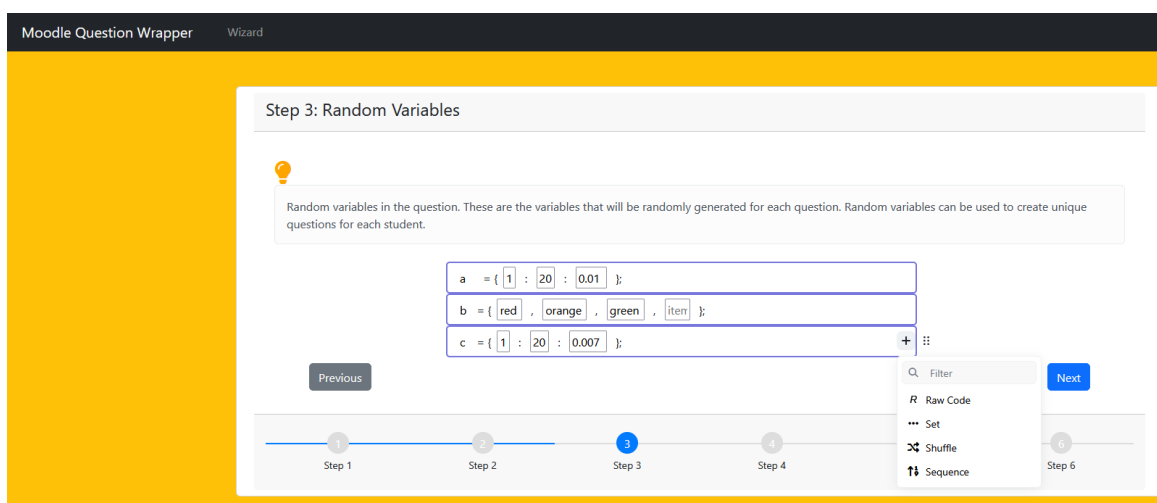 Moodle Question Wrapper Wizard
Step 3: Random Variables
Random variables in the question. These are the variables that will be randomly generated for each question. Random variables can be used to create unique
questions for each student.
a = { 1 : 20 : 0.01 };
b = { red , orange , green , item };
c = { 1 : 20 : 0.007 }; +
Previous
Filter
Next
R Raw Code
Set
Shuffle
Sequence
1 2 3 4 6
Step 1 Step 2 Step 3 Step 4 Step 6